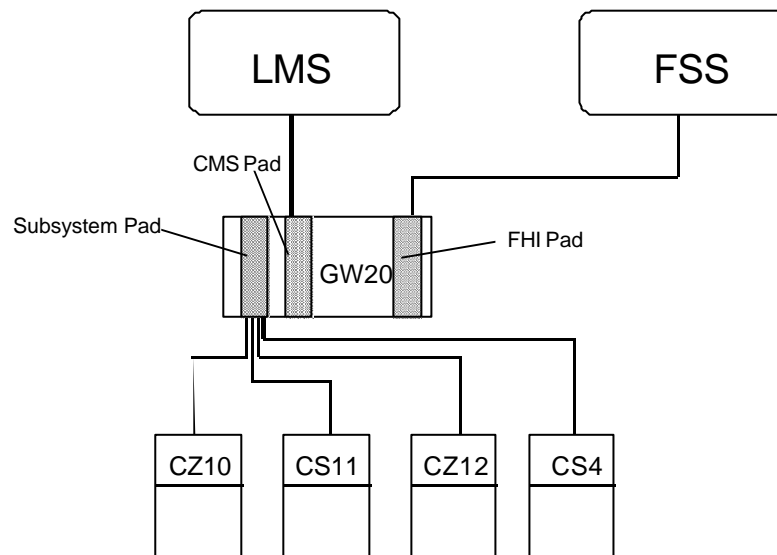 LMS
FSS
CMS Pad
Subsystem Pad
FHI Pad
GW20
CZ10
CS11
CZ12
CS4